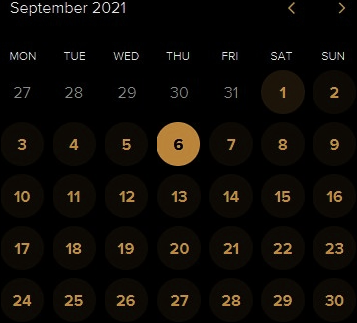 September 2021
MON TUE WED THU FRI SAT SUN
27 28 29 30 31 1 2
3 4 5 6 7 8 9
10 11 12 13 14 15 16
17 18 19 20 21 22 23
24 25 26 27 28 29 30